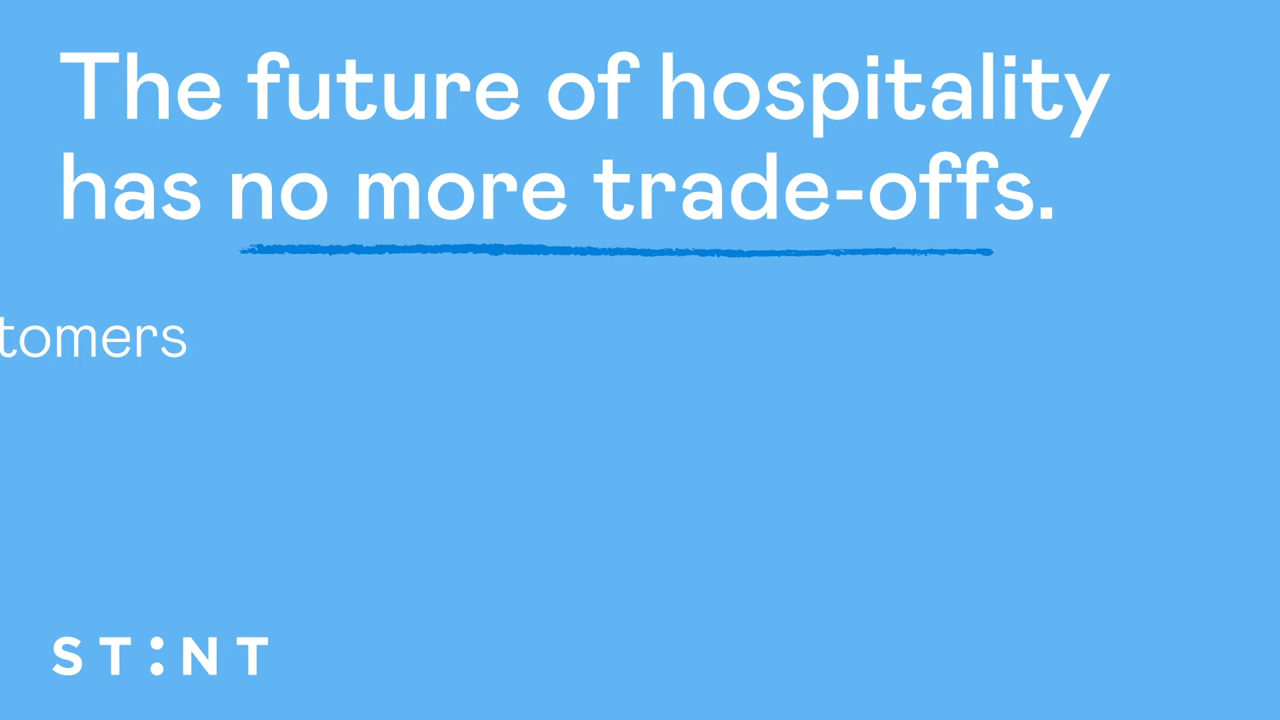 The future of hospitality
has no more trade-offs.
tomers
ST:NT